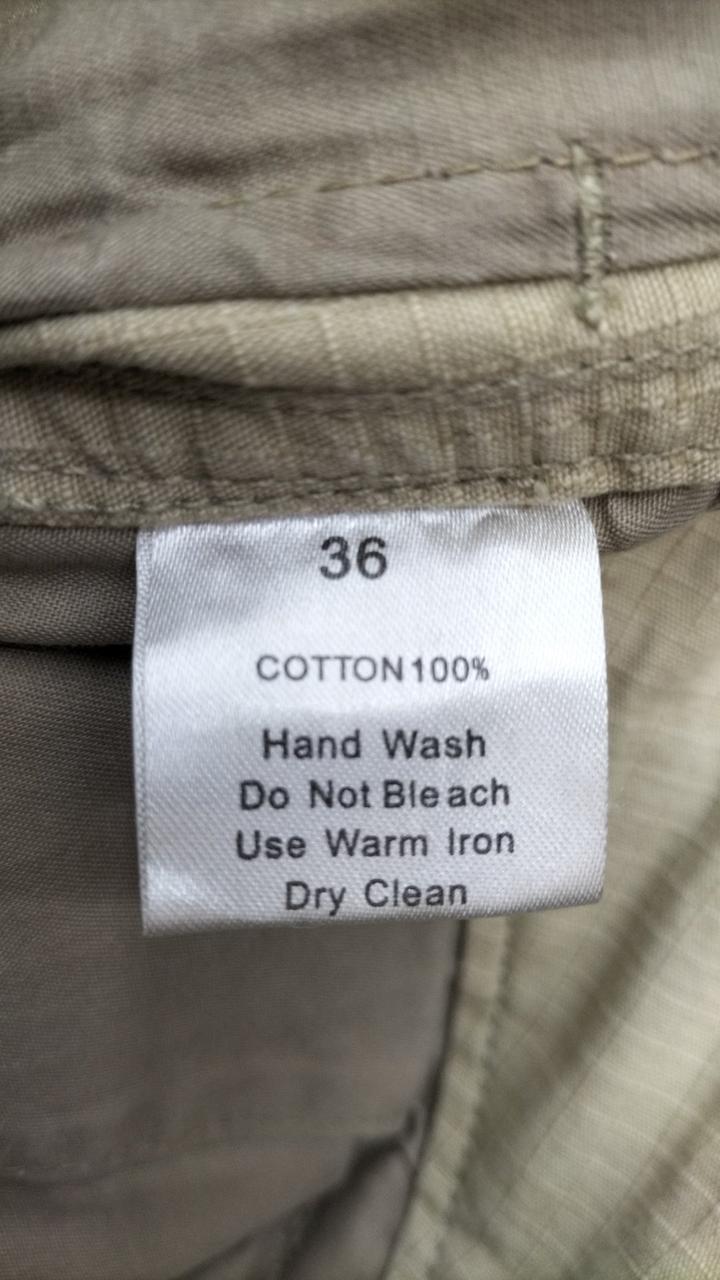 36
COTTON100%
Hand Wash
Do Not Bleach
Use Warm Iron
Dry Clean